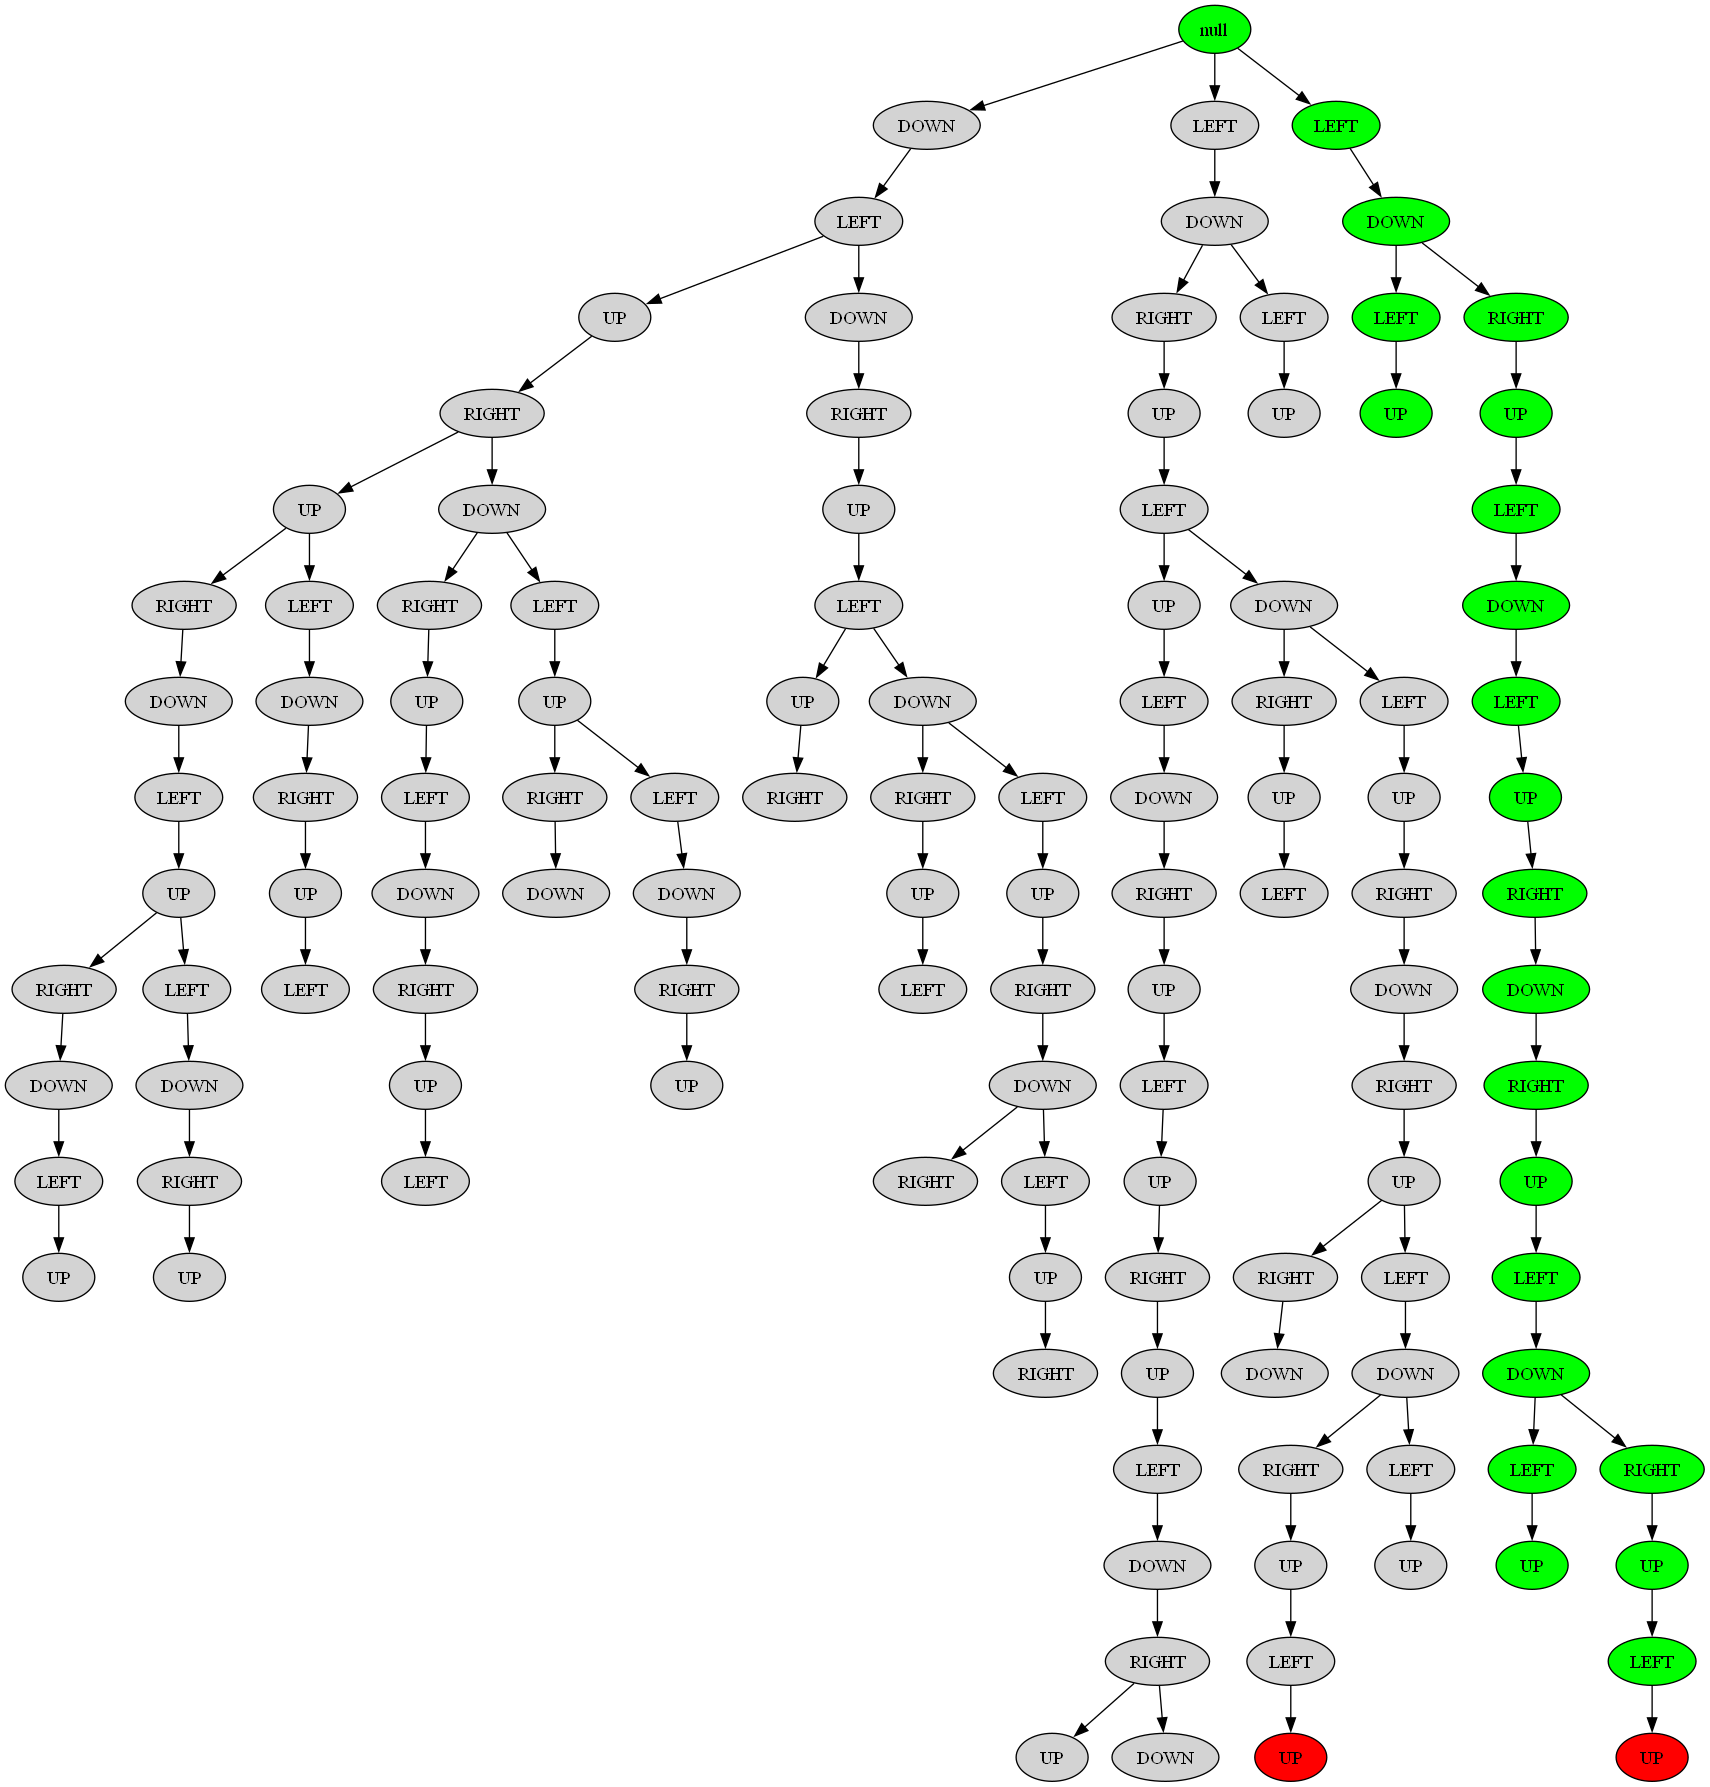 null
DOWN LEFT LEFT
LEFT DOWN DOWN
UP DOWN RIGHT LEFT LEFT RIGHT
RIGHT RIGHT UP UP UP UP
UP DOWN UP LEFT LEFT
RIGHT LEFT RIGHT LEFT LEFT UP DOWN DOWN
DOWN DOWN UP UP UP DOWN LEFT RIGHT LEFT LEFT
LEFT RIGHT LEFT RIGHT LEFT RIGHT RIGHT LEFT DOWN UP UP UP
UP UP DOWN DOWN DOWN UP UP RIGHT LEFT RIGHT RIGHT
RIGHT LEFT LEFT RIGHT RIGHT LEFT RIGHT UP DOWN DOWN
DOWN DOWN UP UP DOWN LEFT RIGHT RIGHT
LEFT RIGHT LEFT RIGHT LEFT UP UP UP
UP UP UP RIGHT RIGHT LEFT LEFT
RIGHT UP DOWN DOWN DOWN
LEFT RIGHT LEFT LEFT RIGHT
DOWN UP UP UP UP
RIGHT LEFT LEFT
UP DOWN UP UP